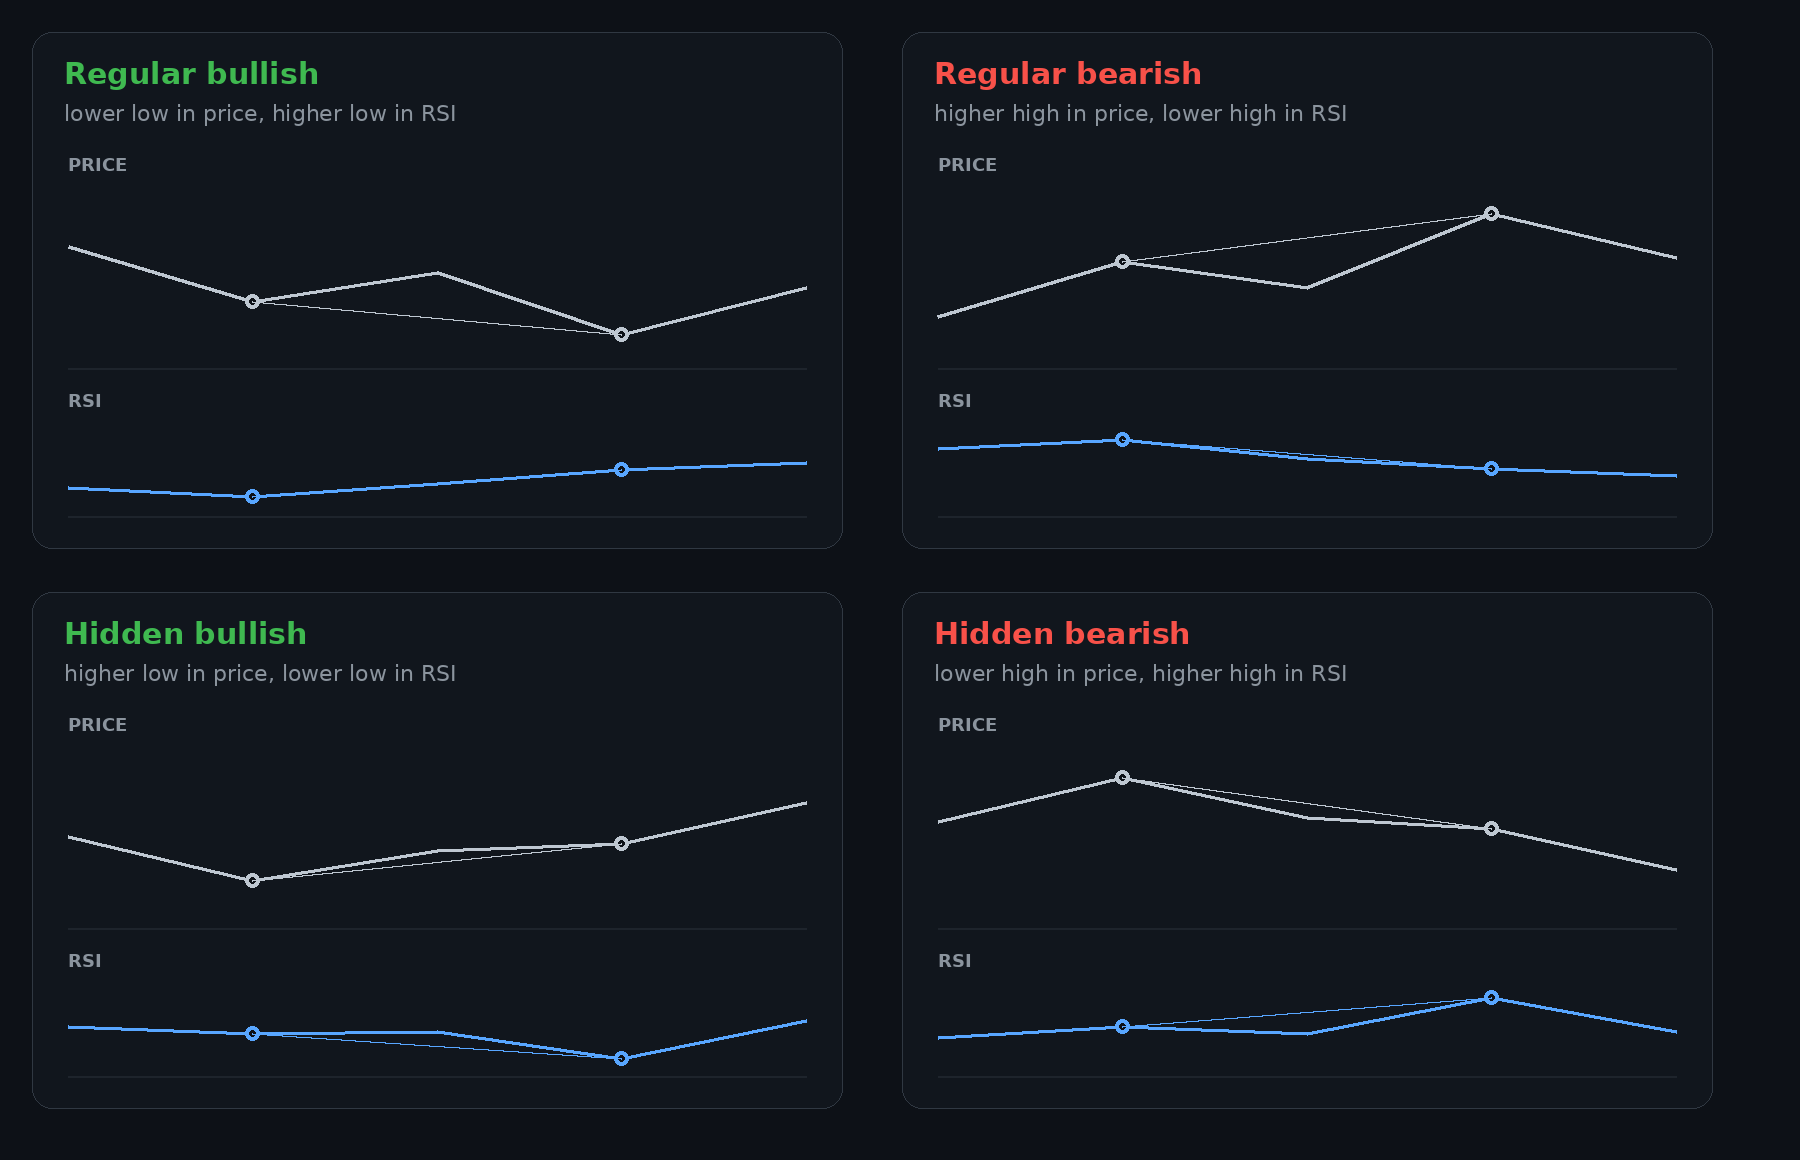 Regular bullish
lower low in price, higher low in RSI
PRICE
RSI
Regular bearish
higher high in price, lower high in RSI
PRICE
RSI
Hidden bullish
higher low in price, lower low in RSI
PRICE
RSI
Hidden bearish
lower high in price, higher high in RSI
PRICE
RSI